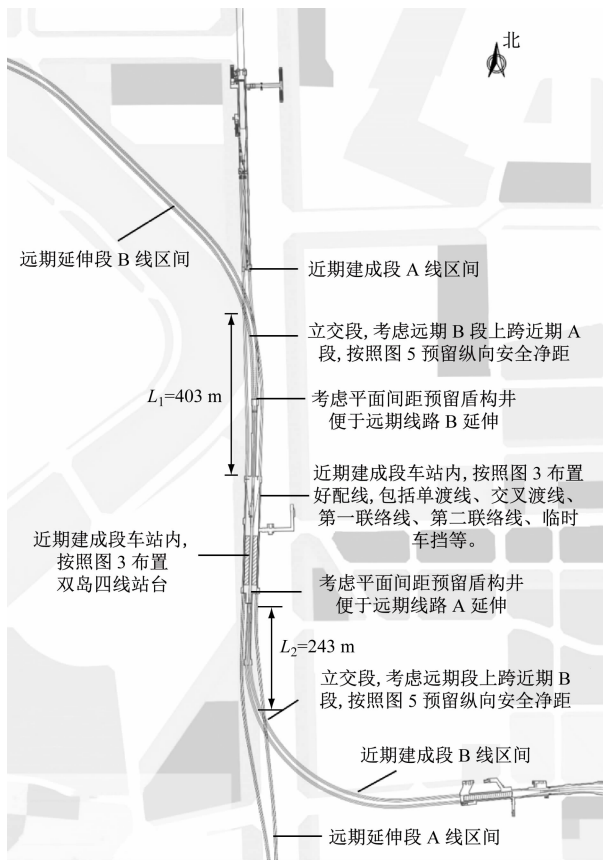 北
远期延伸段 B 线区间
近期建成段 A 线区间
立交段, 考虑远期 B 段上跨近期 A
段, 按照图 5 预留纵向安全净距
L₁=403 m
考虑平面间距预留盾构井
便于远期线路 B 延伸
近期建成段车站内, 按照图 3 布置
好配线, 包括单渡线、交叉渡线、
第一联络线、第二联络线、临时
车挡等。
近期建成段车站内,
按照图 3 布置
双岛四线站台
考虑平面间距预留盾构井
便于远期线路 A 延伸
L₂=243 m
立交段, 考虑远期段上跨近期 B
段, 按照图 5 预留纵向安全净距
近期建成段 B 线区间
远期延伸段 A 线区间